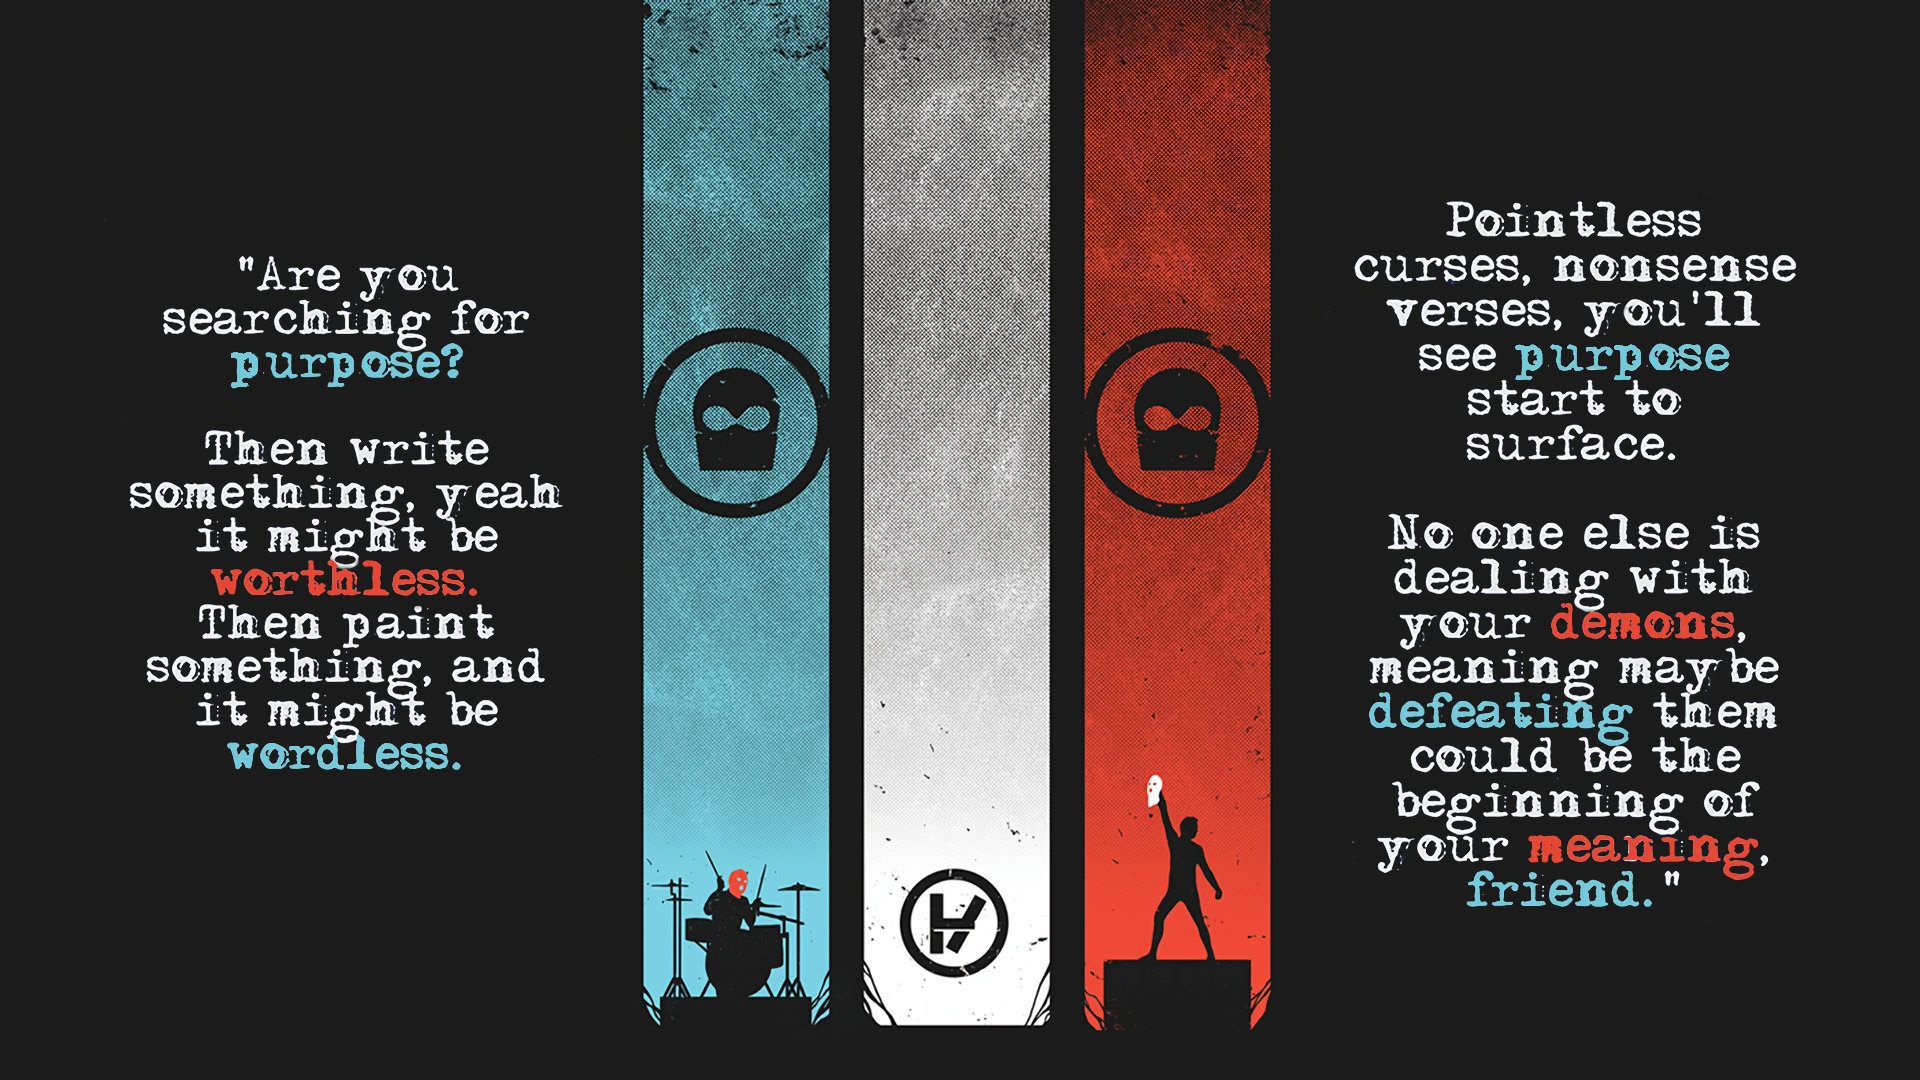 "Are you
searching for
purpose?
Then write
something, yeah
it might be
worthless.
Then paint
something, and
it might be
wordless.
Pointless
curses, nonsense
verses, you'll
see purpose
start to
surface.
No one else is
dealing with
your demons,
meaning maybe
defeating them
could be the
beginning of
your meaning,
friend."